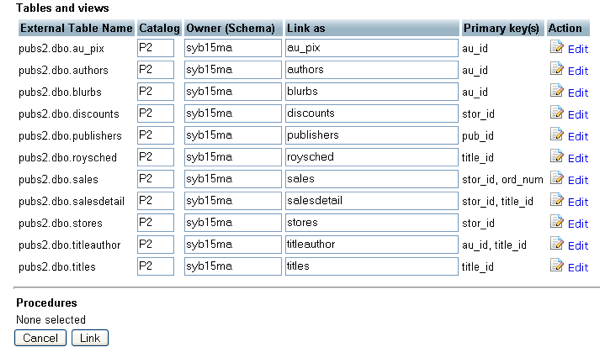 Tables and views
External Table Name Catalog Owner (Schema) Link as Primary key(s) Action
pubs2.dbo.au_pix P2 syb15ma au_pix au_id Edit
pubs2.dbo.authors P2 syb15ma authors au_id Edit
pubs2.dbo.blurbs P2 syb15ma blurbs au_id Edit
pubs2.dbo.discounts P2 syb15ma discounts stor_id Edit
pubs2.dbo.publishers P2 syb15ma publishers pub_id Edit
pubs2.dbo.roysched P2 syb15ma roysched title_id Edit
pubs2.dbo.sales P2 syb15ma sales stor_id, ord_num Edit
pubs2.dbo.salesdetail P2 syb15ma salesdetail stor_id, title_id Edit
pubs2.dbo.stores P2 syb15ma stores stor_id Edit
pubs2.dbo.titleauthor P2 syb15ma titleauthor au_id, title_id Edit
pubs2.dbo.titles P2 syb15ma titles title_id Edit
Procedures
None selected
Cancel Link